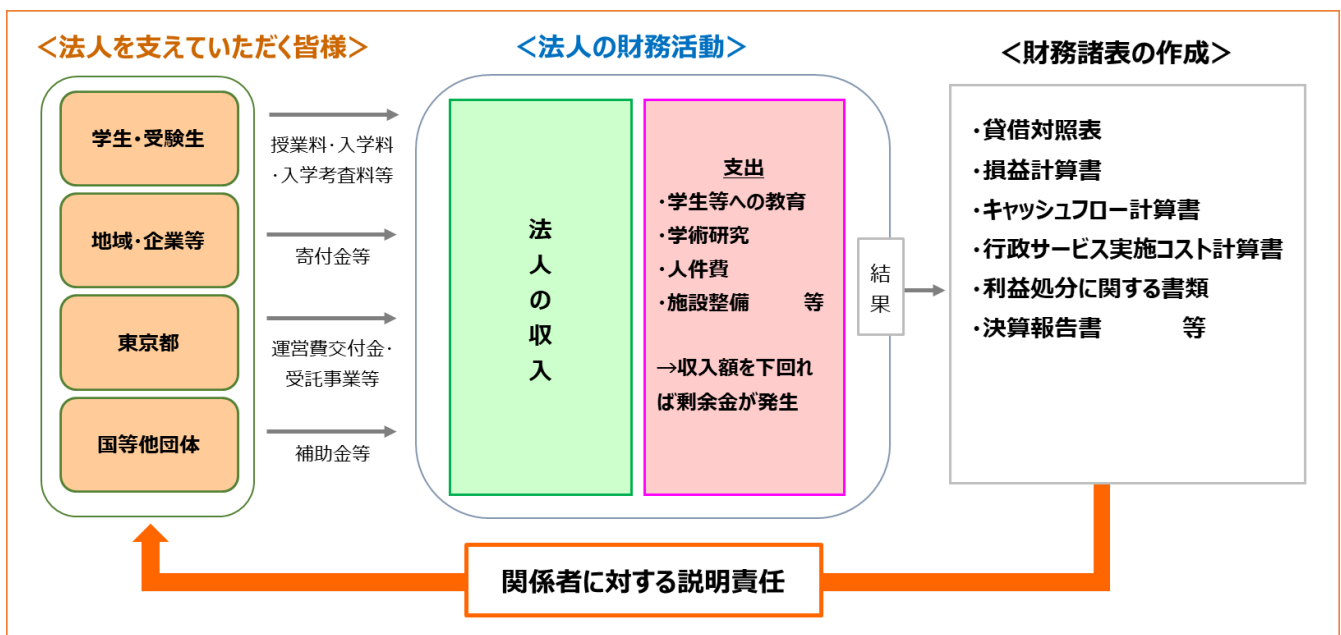 <法人を支えていただく皆様>
学生・受験生
地域・企業等
東京都
国等他団体
授業料・入学料
・入学考査料等
寄付金等
運営費交付金・
受託事業等
補助金等
<法人の財務活動>
法人の収入
支出
・学生等への教育
・学術研究
・人件費
・施設整備　　等
→収入額を下回れ
ば剰余金が発生
結果
<財務諸表の作成>
・貸借対照表
・損益計算書
・キャッシュフロー計算書
・行政サービス実施コスト計算書
・利益処分に関する書類
・決算報告書　　　等
関係者に対する説明責任